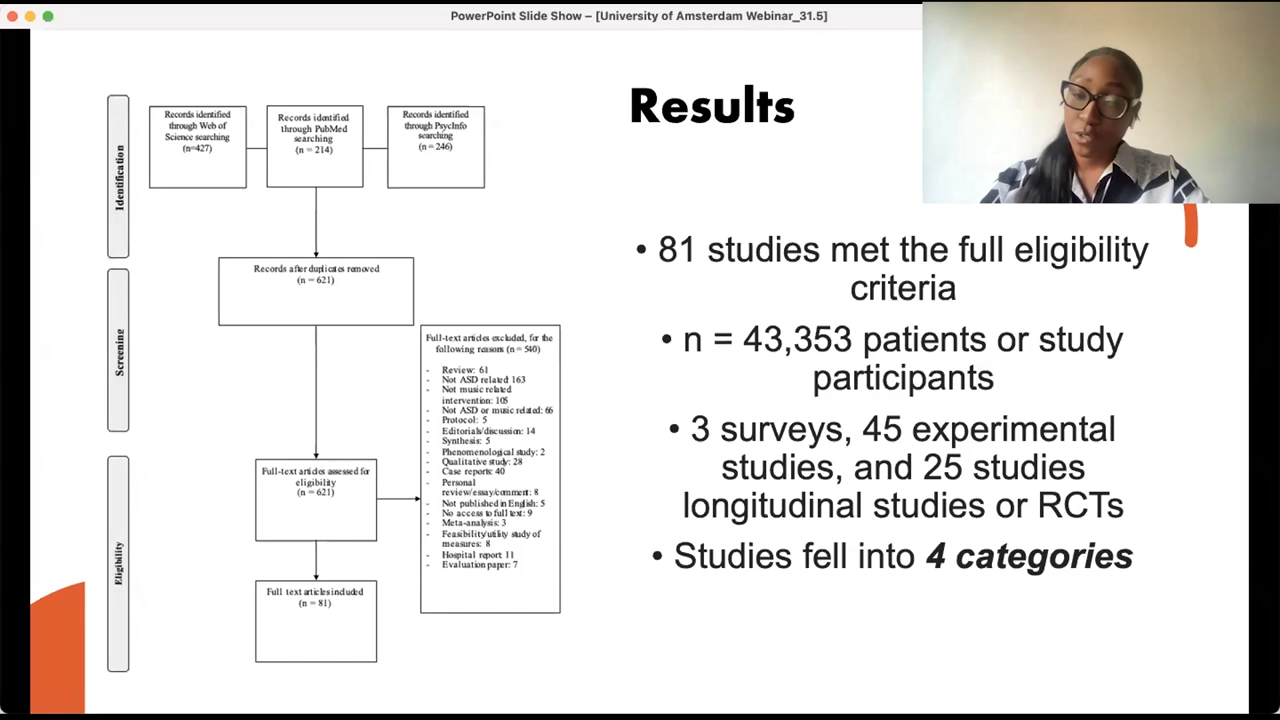 PowerPoint Slide Show – [University of Amsterdam Webinar_31.5]
Results
Identification
Records identified
through Web of
Science searching
(n=427)
Records identified
through PubMed
searching
(n = 214)
Records identified
through PsycInfo
searching
(n = 246)
Screening
Records after duplicates removed
(n = 621)
Full-text articles excluded, for the
following reasons (n = 540)
- Review: 61
- Not ASD related: 163
- Not music related
intervention: 105
- Not ASD or music related: 66
- Protocol: 5
- Editorials/discussion: 14
- Synthesis: 5
- Phenomenological study: 2
- Qualitative study: 28
- Case reports: 40
- Personal
review/essay/comment: 8
- Not published in English: 5
- No access to full text: 9
- Meta-analysis: 3
- Feasibility/utility study of
measures: 8
- Hospital report: 11
- Evaluation paper: 7
Eligibility
Full-text articles assessed for
eligibility
(n = 621)
Full text articles included
(n = 81)
• 81 studies met the full eligibility
criteria
• n = 43,353 patients or study
participants
• 3 surveys, 45 experimental
studies, and 25 studies
longitudinal studies or RCTs
• Studies fell into 4 categories